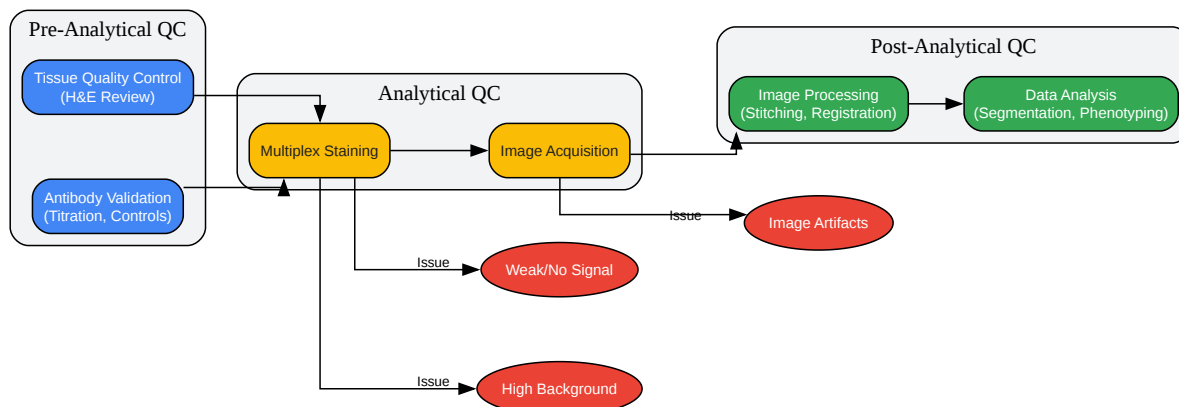 Pre-Analytical QC
Tissue Quality Control
(H&E Review)
Antibody Validation
(Titration, Controls)
Analytical QC
Multiplex Staining
Image Acquisition
Post-Analytical QC
Image Processing
(Stitching, Registration)
Data Analysis
(Segmentation, Phenotyping)
Issue
Image Artifacts
Issue
Weak/No Signal
Issue
High Background